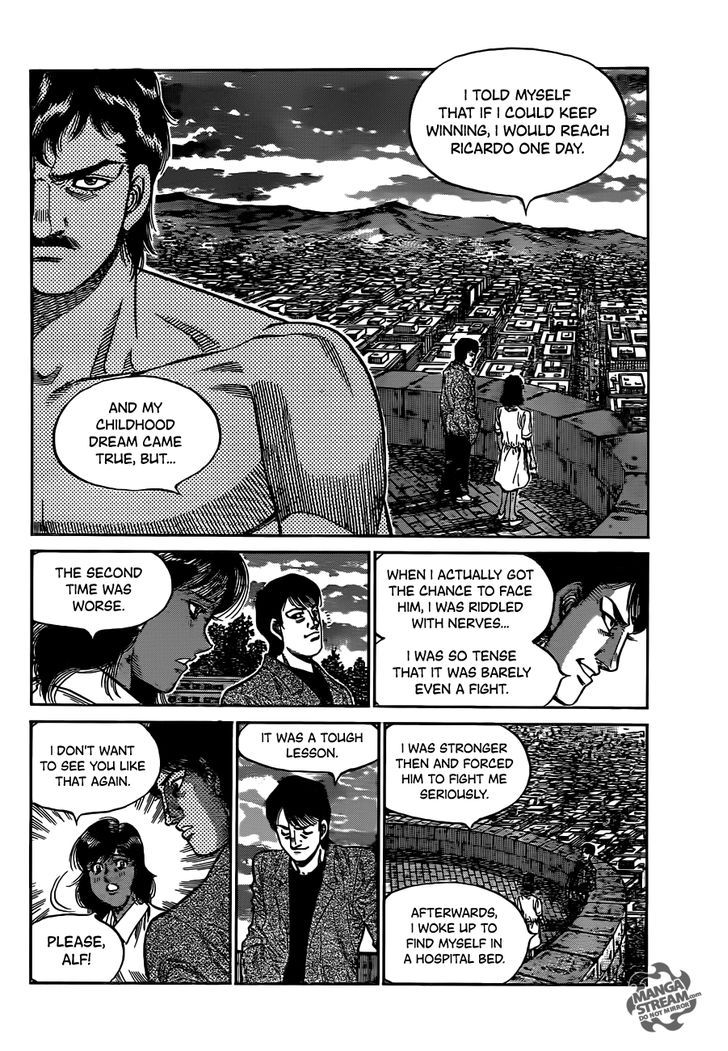 I TOLD MYSELF
THAT IF I COULD KEEP
WINNING, I WOULD REACH
RICARDO ONE DAY.
AND MY
CHILDHOOD
DREAM CAME
TRUE, BUT...
THE SECOND
TIME WAS
WORSE.
WHEN I ACTUALLY GOT
THE CHANCE TO FACE
HIM, I WAS RIDDLED
WITH NERVES...
I WAS SO TENSE
THAT IT WAS BARELY
EVEN A FIGHT.
I DON'T WANT
TO SEE YOU LIKE
THAT AGAIN.
PLEASE,
ALF!
IT WAS A TOUGH
LESSON.
I WAS STRONGER
THEN AND FORCED
HIM TO FIGHT ME
SERIOUSLY.
AFTERWARDS,
I WOKE UP TO
FIND MYSELF IN
A HOSPITAL BED.
MANGA
STREAM.com
DO NOT MIRROR